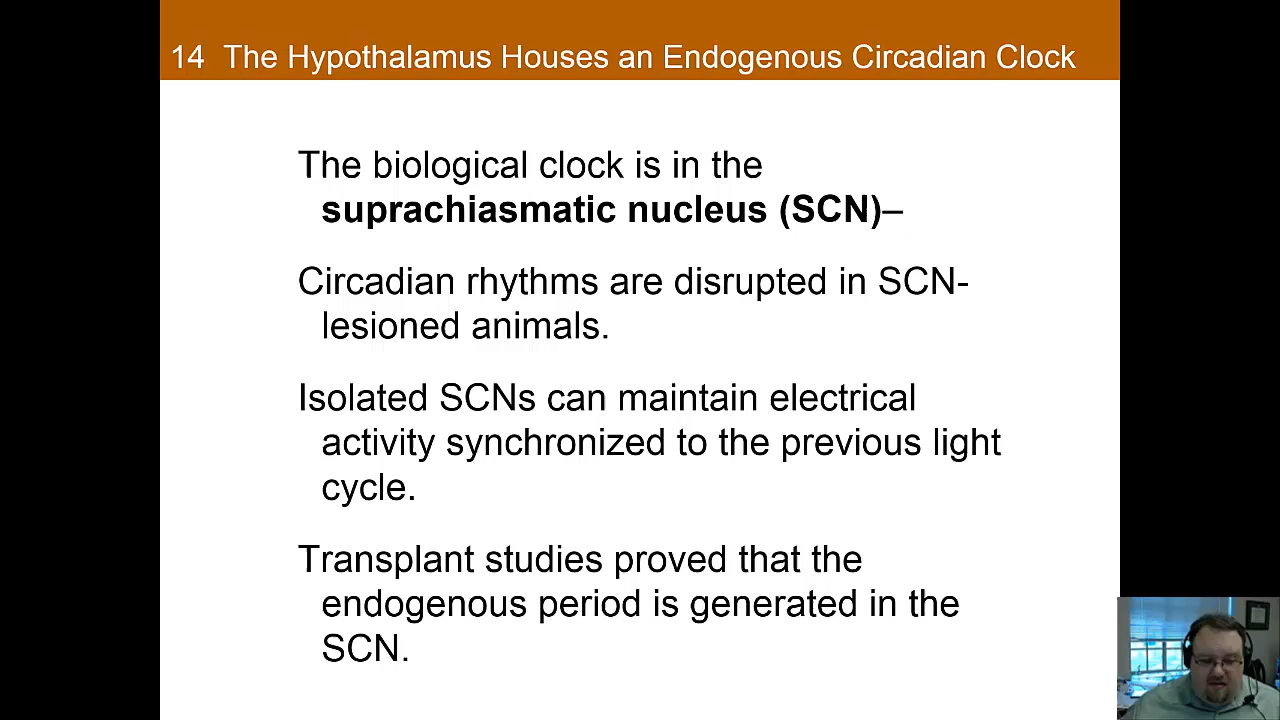 14 The Hypothalamus Houses an Endogenous Circadian Clock
The biological clock is in the
suprachiasmatic nucleus (SCN)–
Circadian rhythms are disrupted in SCN-
lesioned animals.
Isolated SCNs can maintain electrical
activity synchronized to the previous light
cycle.
Transplant studies proved that the
endogenous period is generated in the
SCN.